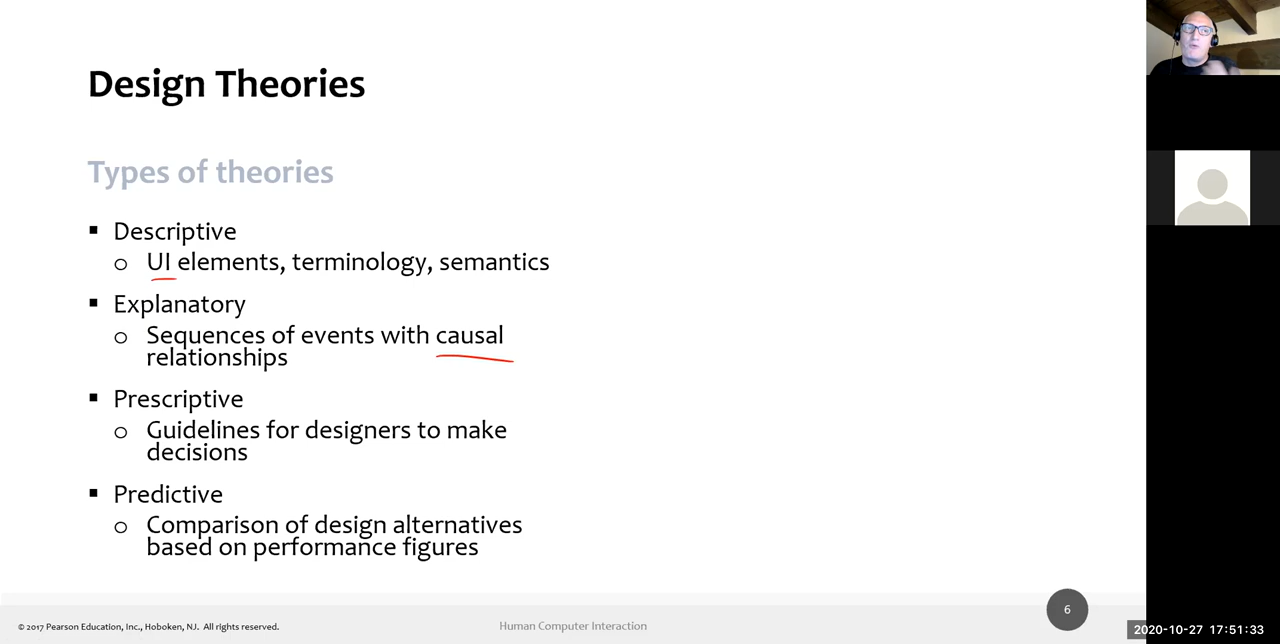 Design Theories
Types of theories
▪ Descriptive
o UI elements, terminology, semantics
▪ Explanatory
o Sequences of events with causal
relationships
▪ Prescriptive
o Guidelines for designers to make
decisions
▪ Predictive
o Comparison of design alternatives
based on performance figures
6
© 2017 Pearson Education, Inc., Hoboken, NJ. All rights reserved.
Human Computer Interaction
2020-10-27 17:51:33